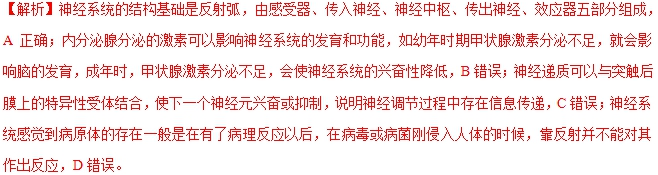 【解析】神经系统的结构基础是反射弧，由感受器、传入神经、神经中枢、传出神经、效应器五部分组成，
A 正确；内分泌腺分泌的激素可以影响神经系统的发育和功能，如幼年时期甲状腺激素分泌不足，就会影
响脑的发育，成年时，甲状腺激素分泌不足，会使神经系统的兴奋性降低，B 错误；神经递质可以与突触后
膜上的特异性受体结合，使下一个神经元兴奋或抑制，说明神经调节过程中存在信息传递，C 错误；神经系
统感觉到病原体的存在一般是在有了病理反应以后，在病毒或病菌刚侵入人体的时候，靠反射并不能对其
作出反应，D 错误。